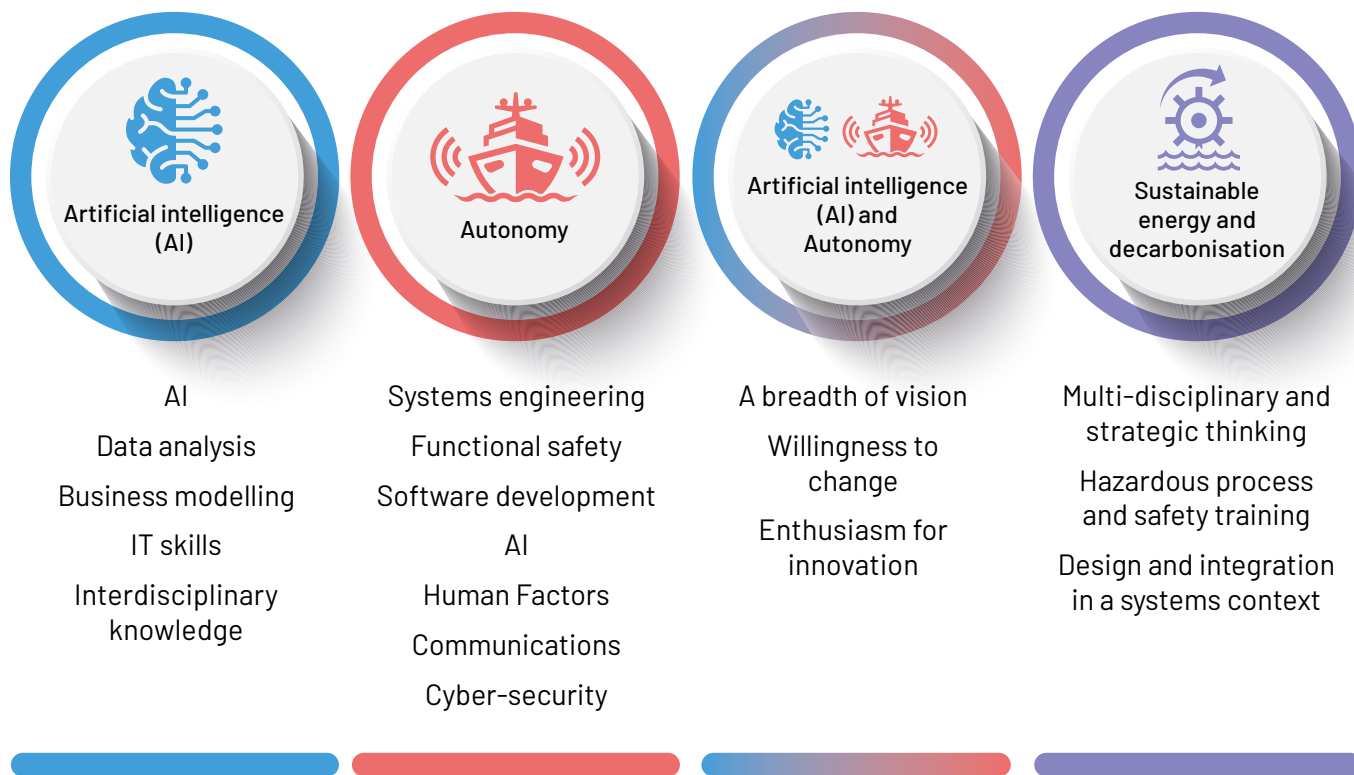 Artificial intelligence
(AI)
AI
Data analysis
Business modelling
IT skills
Interdisciplinary
knowledge
Autonomy
Systems engineering
Functional safety
Software development
AI
Human Factors
Communications
Cyber-security
Artificial intelligence
(AI) and
Autonomy
A breadth of vision
Willingness to
change
Enthusiasm for
innovation
Sustainable
energy and
decarbonisation
Multi-disciplinary and
strategic thinking
Hazardous process
and safety training
Design and integration
in a systems context